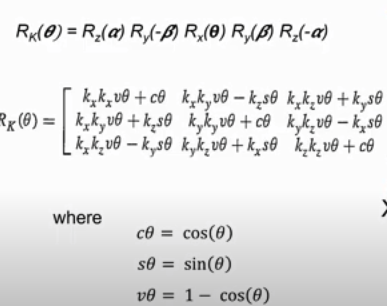 R_K(θ) = R_z(α) R_y(-β) R_x(θ) R_y(β) R_z(-α)
k_x k_x vθ + cθ k_x k_y vθ − k_z sθ k_x k_z vθ + k_y sθ
R_K(θ) = k_x k_y vθ + k_z sθ k_y k_y vθ + cθ k_y k_z vθ − k_x sθ
k_x k_z vθ − k_y sθ k_y k_z vθ + k_x sθ k_z k_z vθ + cθ
where
cθ = cos(θ)
sθ = sin(θ)
vθ = 1 − cos(θ)